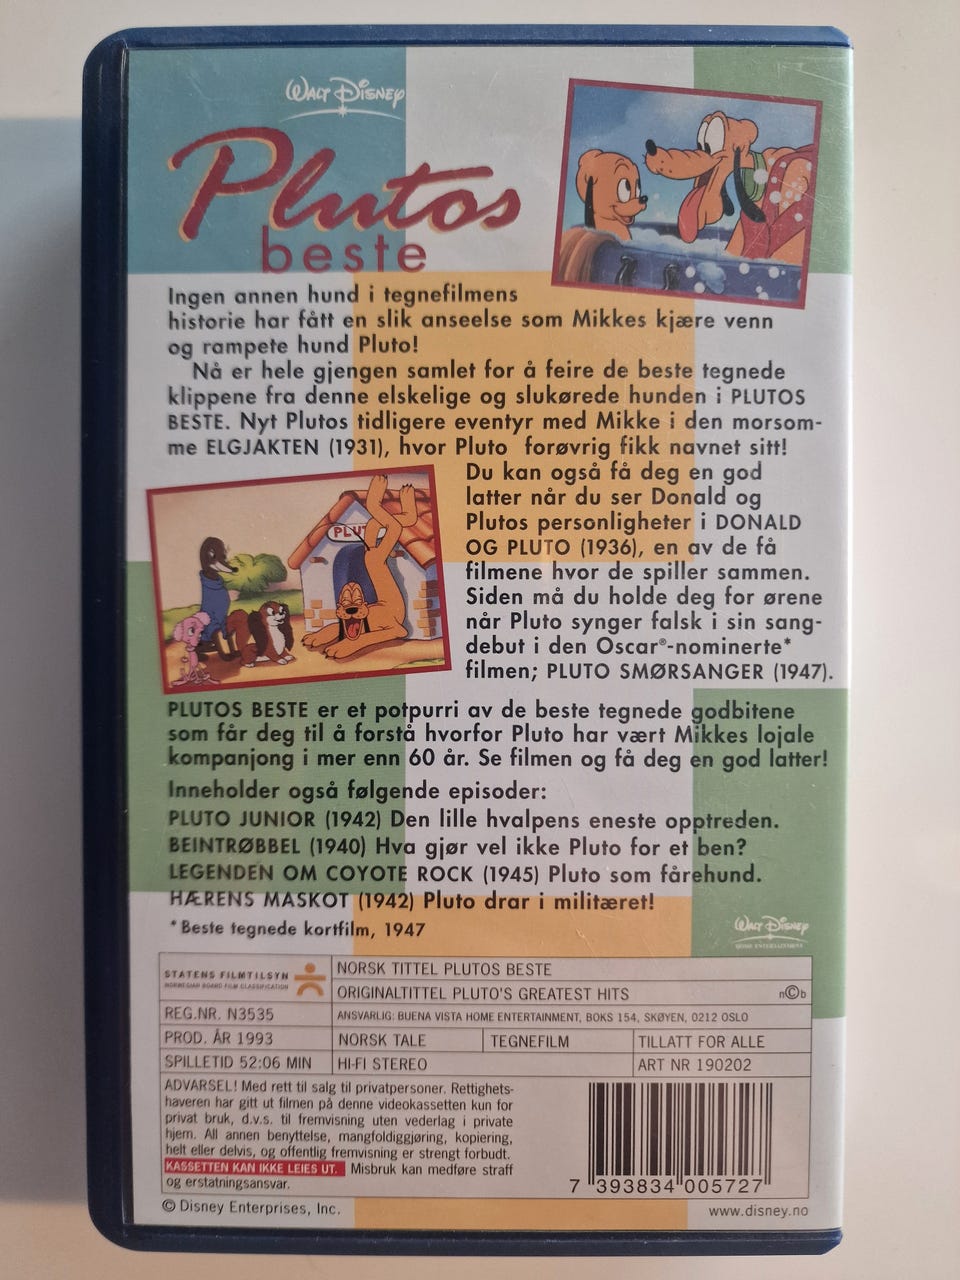 WALT DISNEY
Plutos
beste
Ingen annen hund i tegnefilmens
historie har fått en slik anseelse som Mikkes kjære venn
og rampete hund Pluto!
Nå er hele gjengen samlet for å feire de beste tegnede
klippene fra denne elskelige og slukørede hunden i PLUTOS
BESTE. Nyt Plutos tidligere eventyr med Mikke i den morsom-
me ELGJAKTEN (1931), hvor Pluto forøvrig fikk navnet sitt!
PLUT
Du kan også få deg en god
latter når du ser Donald og
Plutos personligheter i DONALD
OG PLUTO (1936), en av de få
filmene hvor de spiller sammen.
Siden må du holde deg for ørene
når Pluto synger falsk i sin sang-
debut i den Oscar®-nominerte*
filmen; PLUTO SMØRSANGER (1947).
PLUTOS BESTE er et potpurri av de beste tegnede godbitene
som får deg til å forstå hvorfor Pluto har vært Mikkes lojale
kompanjong i mer enn 60 år. Se filmen og få deg en god latter!
Inneholder også følgende episoder:
PLUTO JUNIOR (1942) Den lille hvalpens eneste opptreden.
BEINTRØBBEL (1940) Hva gjør vel ikke Pluto for et ben?
LEGENDEN OM COYOTE ROCK (1945) Pluto som fårehund.
HÆRENS MASKOT (1942) Pluto drar i militæret!
*Beste tegnede kortfilm, 1947
WALT DISNEY
HOME ENTERTAINMENT
STATENS FILMTILSYN
NORWEGIAN BOARD FILM CLASSIFICATION
NORSK TITTEL PLUTOS BESTE
ORIGINALTITTEL PLUTO'S GREATEST HITS
n©b
REG.NR. N3535
ANSVARLIG: BUENA VISTA HOME ENTERTAINMENT, BOKS 154, SKØYEN, 0212 OSLO
PROD. ÅR 1993
NORSK TALE
TEGNEFILM
TILLATT FOR ALLE
SPILLETID 52:06 MIN
HI-FI STEREO
ART NR 190202
ADVARSEL! Med rett til salg til privatpersoner. Rettighets-
haveren har gitt ut filmen på denne videokassetten kun for
privat bruk, d.v.s. til fremvisning uten vederlag i private
hjem. All annen benyttelse, mangfoldiggjøring, kopiering,
helt eller delvis, og offentlig fremvisning er strengt forbudt.
KASSETTEN KAN IKKE LEIES UT. Misbruk kan medføre straff
og erstatningsansvar.
7 393834 005727
© Disney Enterprises, Inc.
www.disney.no